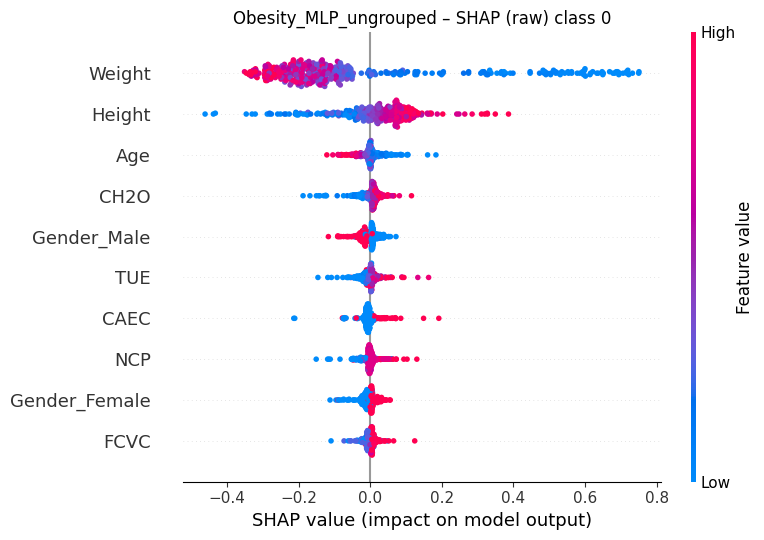 Obesity_MLP_ungrouped – SHAP (raw) class 0
High
Weight
Height
Age
CH2O
Gender_Male
TUE
CAEC
NCP
Gender_Female
FCVC
Feature value
Low
−0.4 −0.2 0.0 0.2 0.4 0.6 0.8
SHAP value (impact on model output)